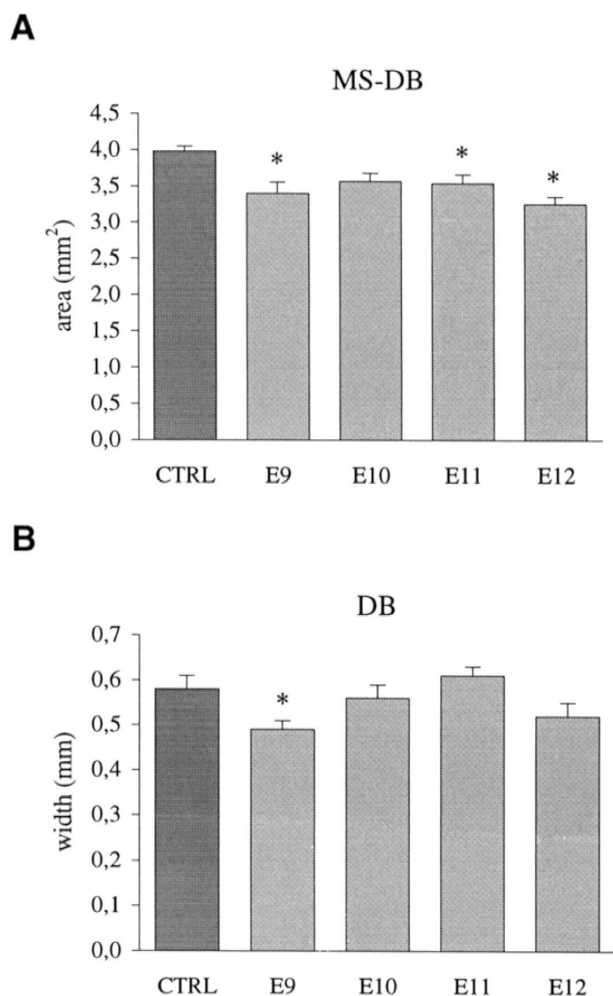 A
MS-DB
4,5
4,0
3,5
3,0
2,5
2,0
1,5
1,0
0,5
0,0
area (mm²)
* * *
CTRL E9 E10 E11 E12
B
DB
0,7
0,6
0,5
0,4
0,3
0,2
0,1
0,0
width (mm)
*
CTRL E9 E10 E11 E12